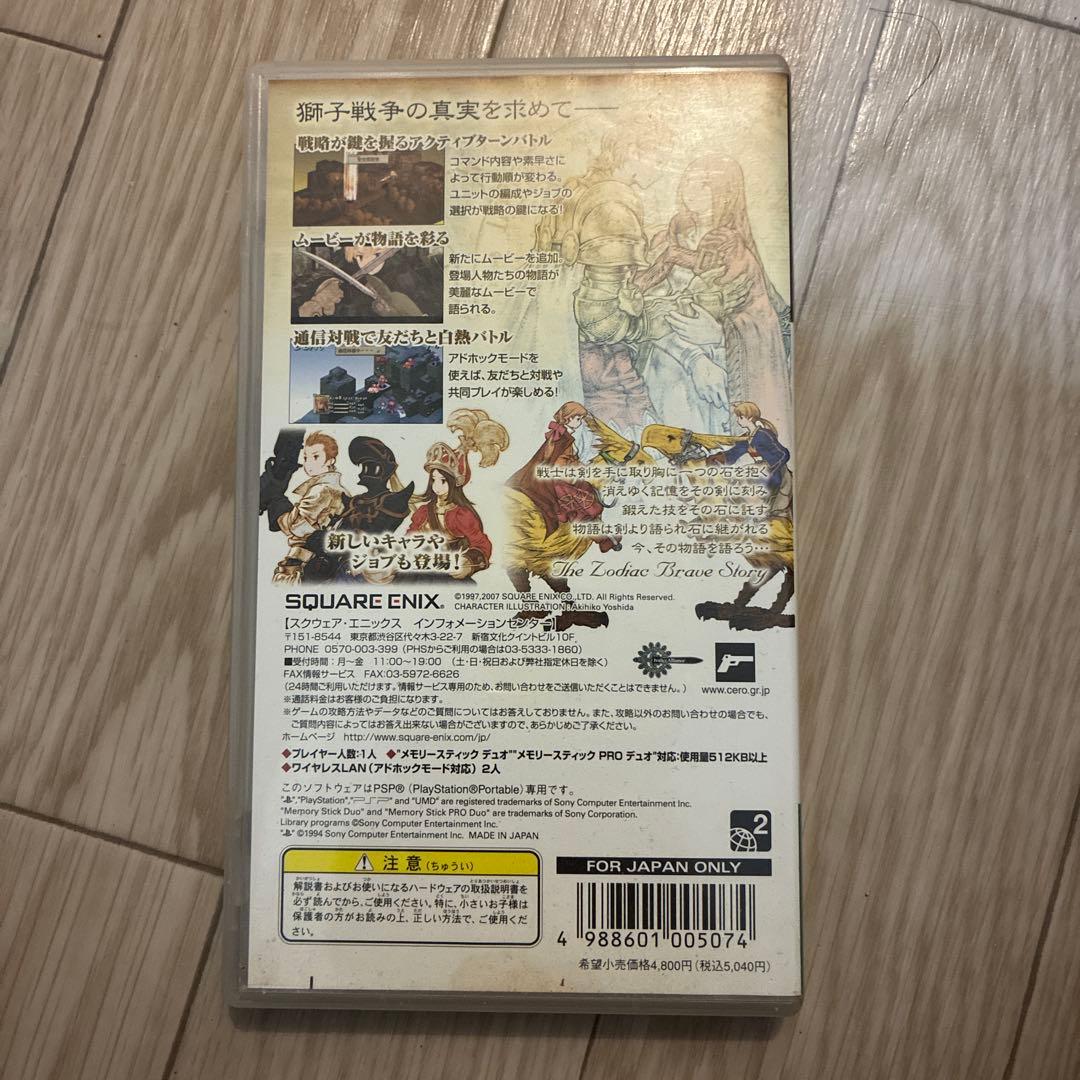 獅子戦争の真実を求めて――
戦略が鍵を握るアクティブターンバトル
コマンド内容や素早さに
よって行動順が変わる。
ユニットの編成やジョブの
選択が戦略の鍵になる!
ムービーが物語を彩る
新たにムービーを追加。
登場人物たちの物語が
美麗なムービーで
語られる。
通信対戦で友だちと白熱バトル
アドホックモードを
使えば、友だちと対戦や
共同プレイが楽しめる!
新しいキャラや
ジョブも登場!
戦士は剣を手に取り胸に一つの石を抱く
消えゆく記憶をその剣に刻み
鍛えた技をその石に託す
物語は剣より語られ石に継がれる
今、その物語を語ろう…
The Zodiac Brave Story
SQUARE ENIX.
©1997,2007 SQUARE ENIX CO.,LTD. All Rights Reserved.
CHARACTER ILLUSTRATION: Akihiko Yoshida
【スクウェア・エニックス インフォメーションセンター】
〒151-8544 東京都渋谷区代々木3-22-7 新宿文化クイントビル10F
PHONE 0570-003-399 (PHSからご利用の場合は03-5333-1860)
■受付時間:月~金 11:00~19:00 (土・日・祝日および弊社指定休日を除く)
FAX情報サービス FAX:03-5972-6626
(24時間ご利用いただけます。情報サービス専用のため、お問い合わせをご送信いただくことはできません。)
※通話料金はお客様のご負担になります。
※ゲームの攻略方法やデータなどのご質問についてはお答えしておりません。また、攻略以外のお問い合わせの場合でも、
ご質問内容によってはお答え出来ない場合がございますので、あらかじめご了承ください。
ホームページ http://www.square-enix.com/jp/
www.cero.gr.jp
◆プレイヤー人数:1人 ◆"メモリースティック デュオ""メモリースティック PRO デュオ"対応:使用量512KB以上
◆ワイヤレスLAN(アドホックモード対応) 2人
このソフトウェアはPSP®(PlayStation®Portable)専用です。
"","PlayStation","PSP" and "UMD" are registered trademarks of Sony Computer Entertainment Inc.
"Memory Stick Duo" and "Memory Stick PRO Duo" are trademarks of Sony Corporation.
Library programs ©Sony Computer Entertainment Inc.
"" ©1994 Sony Computer Entertainment Inc. MADE IN JAPAN
2
注意(ちゅうい)
解説書およびお使いになるハードウェアの取扱説明書を
必ず読んでから、ご使用ください。特に、小さいお子様は
保護者の方がお読みの上、正しい方法で、ご使用くだ
さい。
FOR JAPAN ONLY
4 988601 005074
希望小売価格4,800円(税込5,040円)